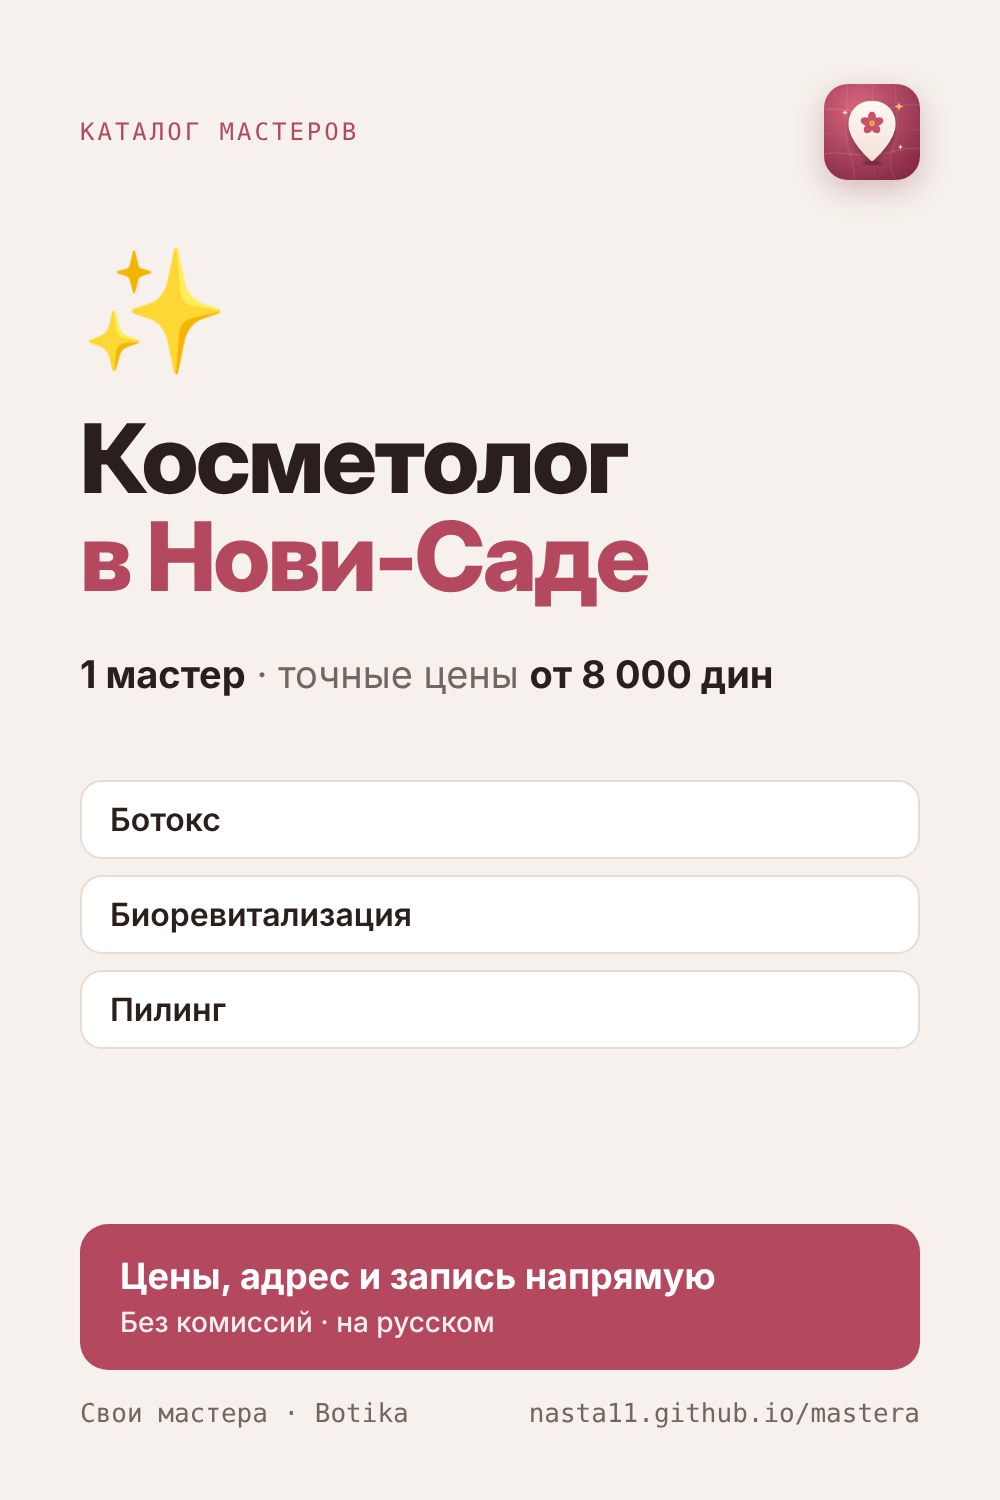 КАТАЛОГ МАСТЕРОВ
Косметолог
в Нови-Саде
1 мастер · точные цены от 8 000 дин
Ботокс
Биоревитализация
Пилинг
Цены, адрес и запись напрямую
Без комиссий · на русском
Свои мастера · Botika
nasta11.github.io/mastera